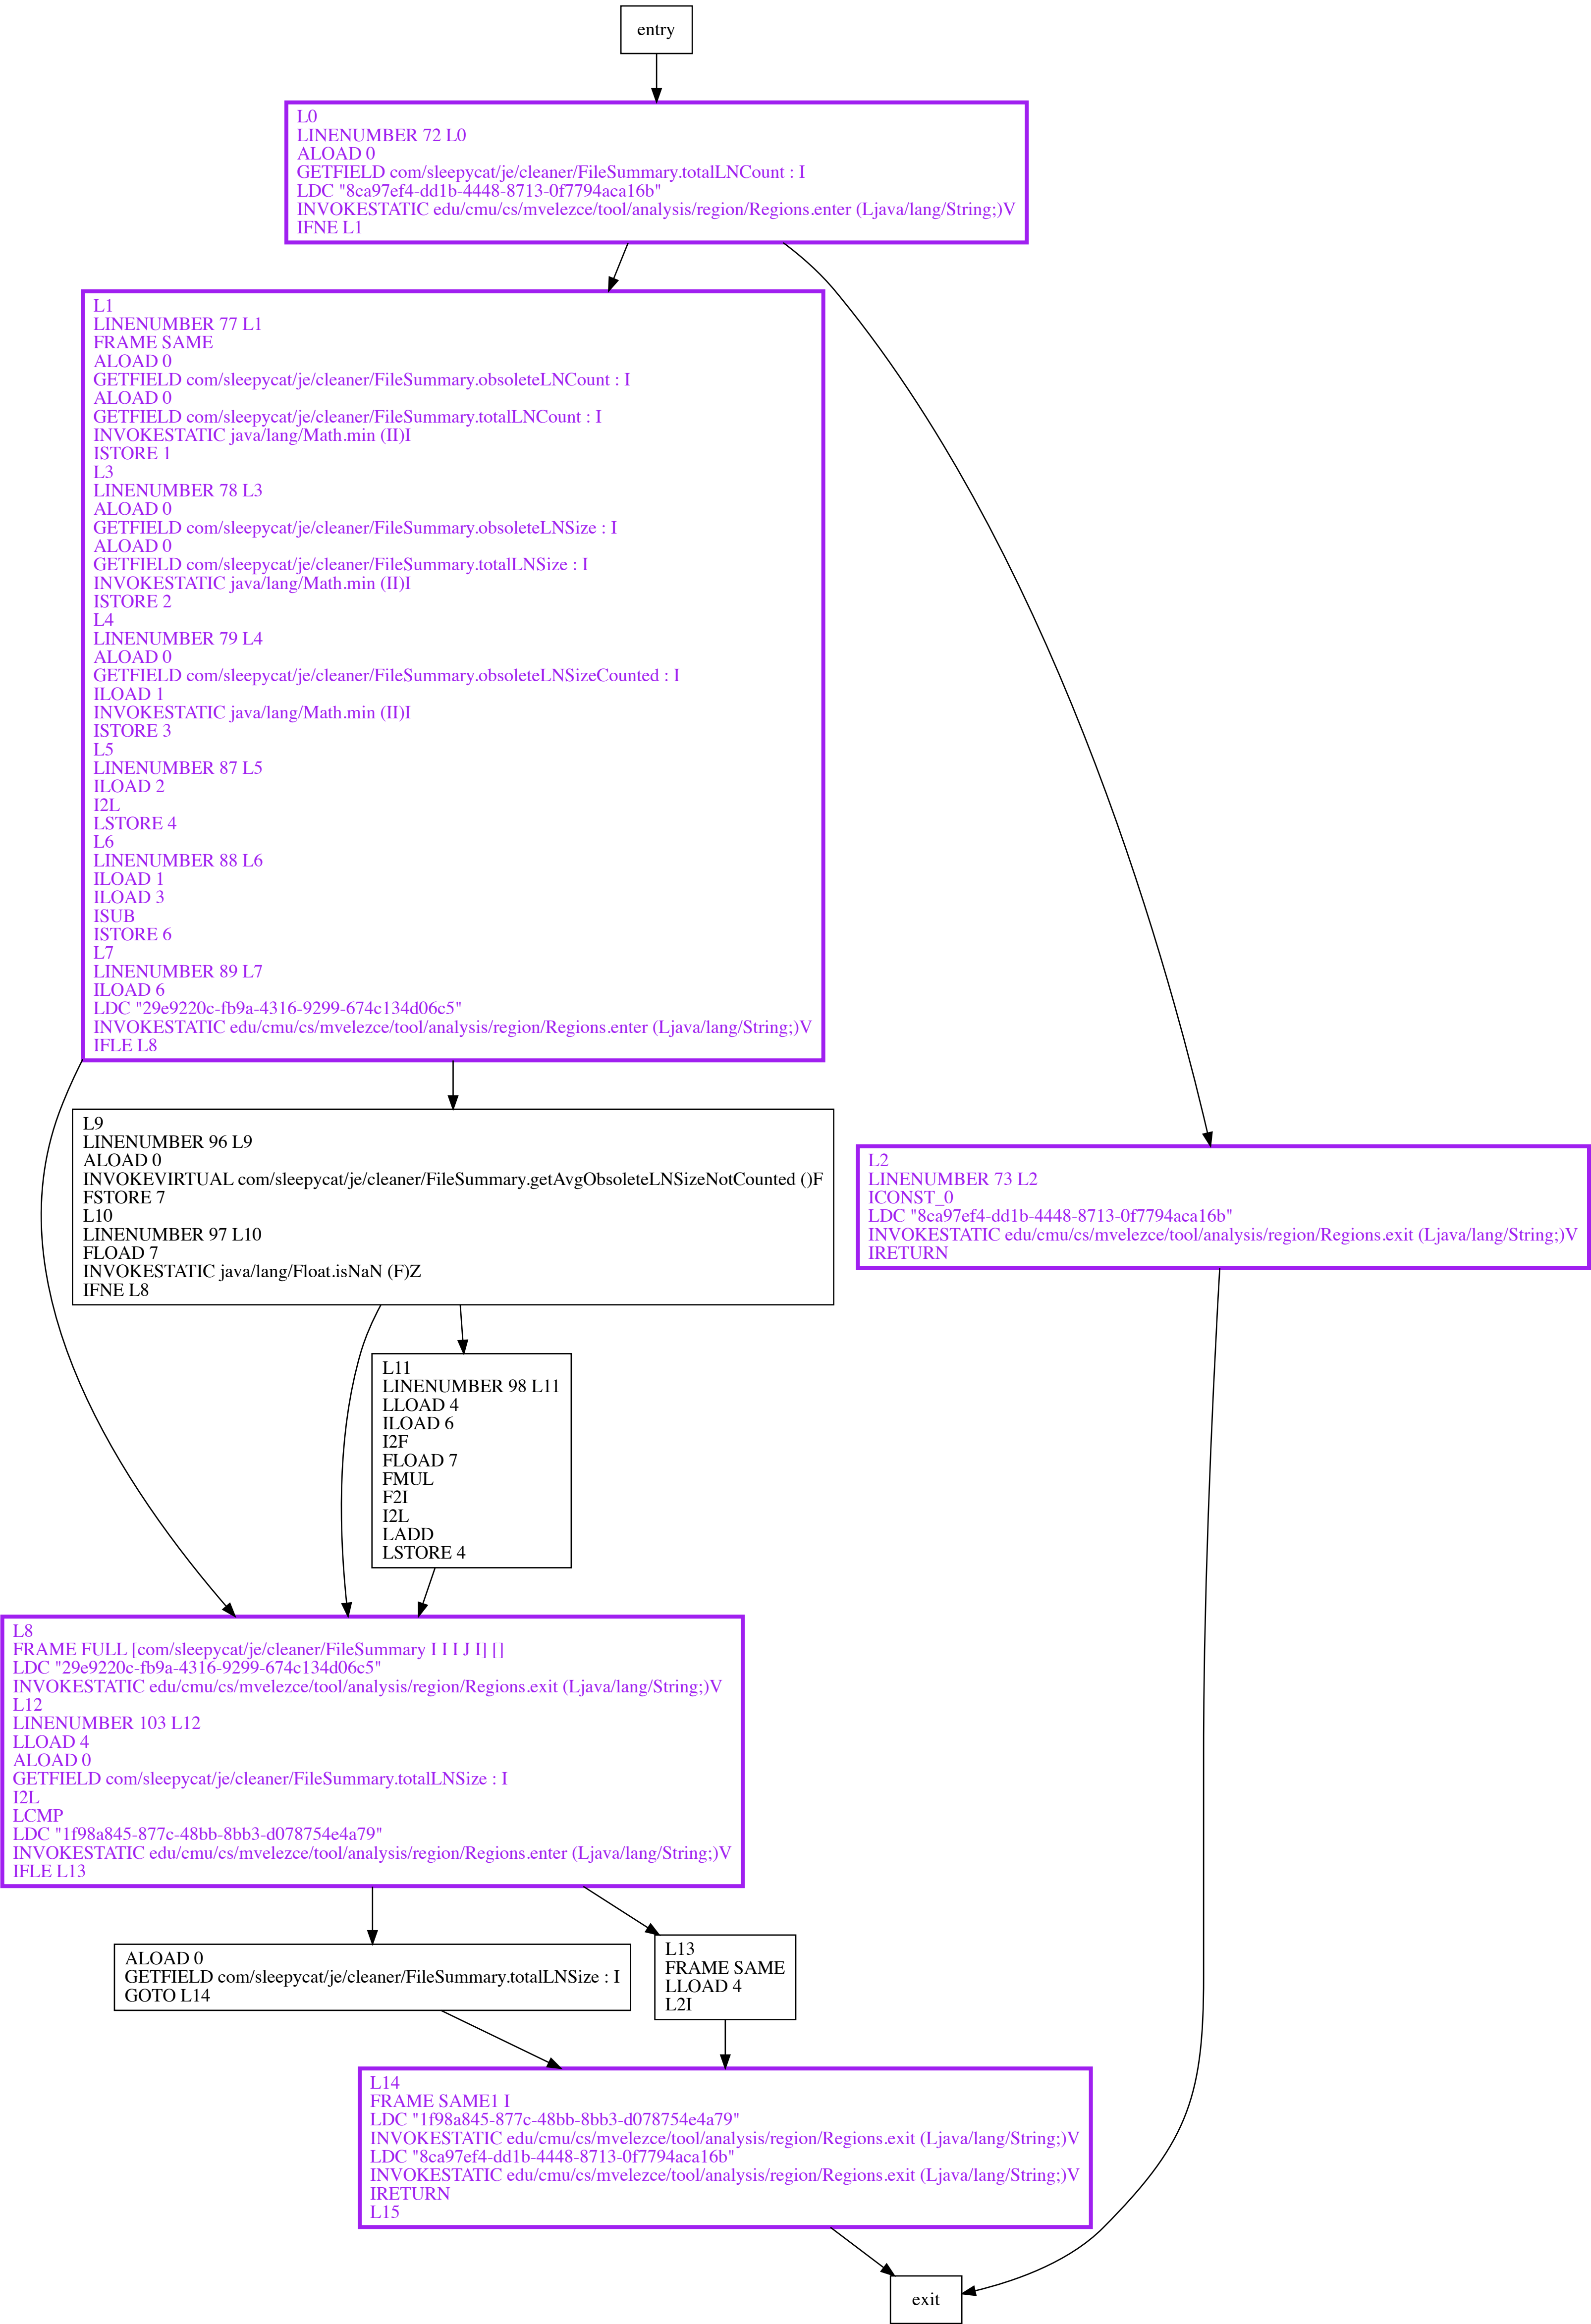 entry
L0
LINENUMBER 72 L0
ALOAD 0
GETFIELD com/sleepycat/je/cleaner/FileSummary.totalLNCount : I
LDC "8ca97ef4-dd1b-4448-8713-0f7794aca16b"
INVOKESTATIC edu/cmu/cs/mvelezce/tool/analysis/region/Regions.enter (Ljava/lang/String;)V
IFNE L1
L1
LINENUMBER 77 L1
FRAME SAME
ALOAD 0
GETFIELD com/sleepycat/je/cleaner/FileSummary.obsoleteLNCount : I
ALOAD 0
GETFIELD com/sleepycat/je/cleaner/FileSummary.totalLNCount : I
INVOKESTATIC java/lang/Math.min (II)I
ISTORE 1
L3
LINENUMBER 78 L3
ALOAD 0
GETFIELD com/sleepycat/je/cleaner/FileSummary.obsoleteLNSize : I
ALOAD 0
GETFIELD com/sleepycat/je/cleaner/FileSummary.totalLNSize : I
INVOKESTATIC java/lang/Math.min (II)I
ISTORE 2
L4
LINENUMBER 79 L4
ALOAD 0
GETFIELD com/sleepycat/je/cleaner/FileSummary.obsoleteLNSizeCounted : I
ILOAD 1
INVOKESTATIC java/lang/Math.min (II)I
ISTORE 3
L5
LINENUMBER 87 L5
ILOAD 2
I2L
LSTORE 4
L6
LINENUMBER 88 L6
ILOAD 1
ILOAD 3
ISUB
ISTORE 6
L7
LINENUMBER 89 L7
ILOAD 6
LDC "29e9220c-fb9a-4316-9299-674c134d06c5"
INVOKESTATIC edu/cmu/cs/mvelezce/tool/analysis/region/Regions.enter (Ljava/lang/String;)V
IFLE L8
L9
LINENUMBER 96 L9
ALOAD 0
INVOKEVIRTUAL com/sleepycat/je/cleaner/FileSummary.getAvgObsoleteLNSizeNotCounted ()F
FSTORE 7
L10
LINENUMBER 97 L10
FLOAD 7
INVOKESTATIC java/lang/Float.isNaN (F)Z
IFNE L8
L2
LINENUMBER 73 L2
ICONST_0
LDC "8ca97ef4-dd1b-4448-8713-0f7794aca16b"
INVOKESTATIC edu/cmu/cs/mvelezce/tool/analysis/region/Regions.exit (Ljava/lang/String;)V
IRETURN
L11
LINENUMBER 98 L11
LLOAD 4
ILOAD 6
I2F
FLOAD 7
FMUL
F2I
I2L
LADD
LSTORE 4
L8
FRAME FULL [com/sleepycat/je/cleaner/FileSummary I I I J I] []
LDC "29e9220c-fb9a-4316-9299-674c134d06c5"
INVOKESTATIC edu/cmu/cs/mvelezce/tool/analysis/region/Regions.exit (Ljava/lang/String;)V
L12
LINENUMBER 103 L12
LLOAD 4
ALOAD 0
GETFIELD com/sleepycat/je/cleaner/FileSummary.totalLNSize : I
I2L
LCMP
LDC "1f98a845-877c-48bb-8bb3-d078754e4a79"
INVOKESTATIC edu/cmu/cs/mvelezce/tool/analysis/region/Regions.enter (Ljava/lang/String;)V
IFLE L13
ALOAD 0
GETFIELD com/sleepycat/je/cleaner/FileSummary.totalLNSize : I
GOTO L14
L13
FRAME SAME
LLOAD 4
L2I
L14
FRAME SAME1 I
LDC "1f98a845-877c-48bb-8bb3-d078754e4a79"
INVOKESTATIC edu/cmu/cs/mvelezce/tool/analysis/region/Regions.exit (Ljava/lang/String;)V
LDC "8ca97ef4-dd1b-4448-8713-0f7794aca16b"
INVOKESTATIC edu/cmu/cs/mvelezce/tool/analysis/region/Regions.exit (Ljava/lang/String;)V
IRETURN
L15
exit